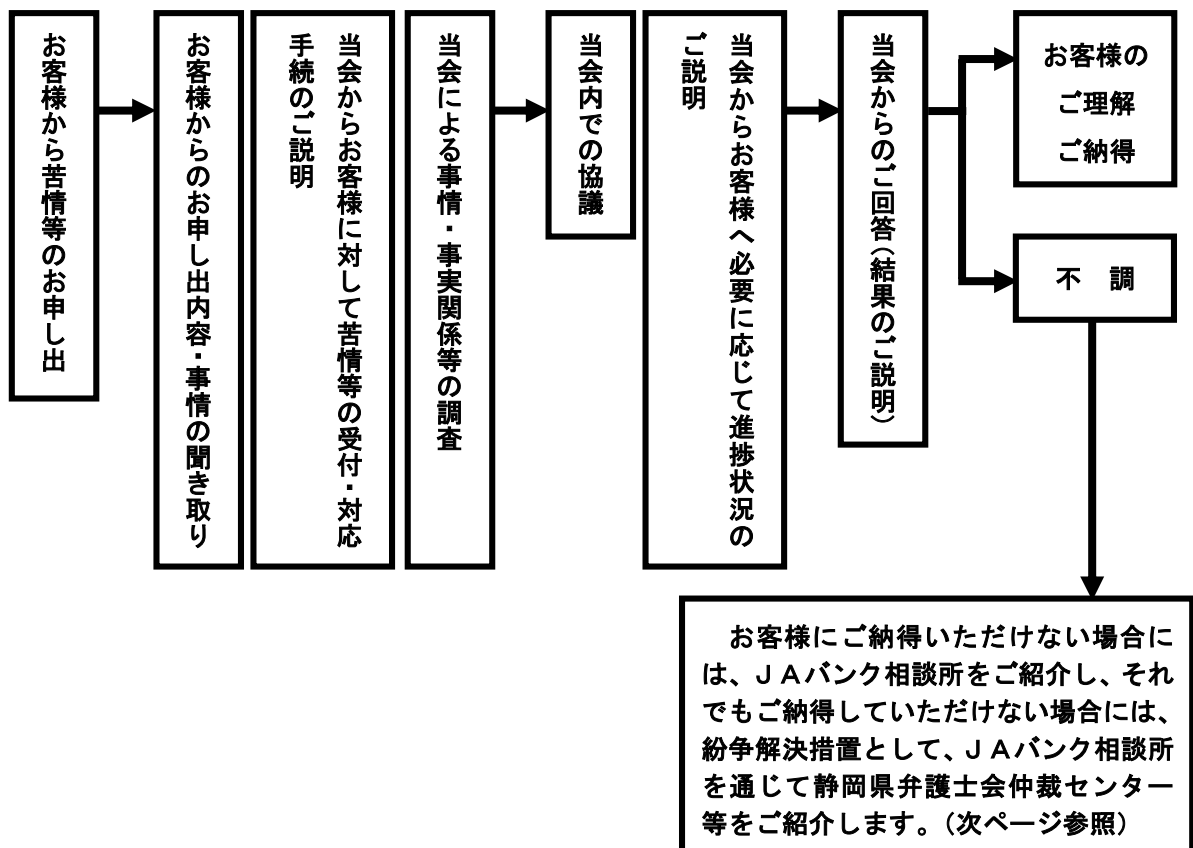 お客様から苦情等のお申し出
お客様からのお申し出内容・事情の聞き取り
当会からお客様に対して苦情等の受付・対応
手続のご説明
当会による事情・事実関係等の調査
当会内での協議
当会からお客様へ必要に応じて進捗状況の
ご説明
当会からのご回答（結果のご説明）
お客様の
ご理解
ご納得
不　調
　お客様にご納得いただけない場合に
は、ＪＡバンク相談所をご紹介し、それ
でもご納得していただけない場合には、
紛争解決措置として、ＪＡバンク相談所
を通じて静岡県弁護士会仲裁センター
等をご紹介します。（次ページ参照）